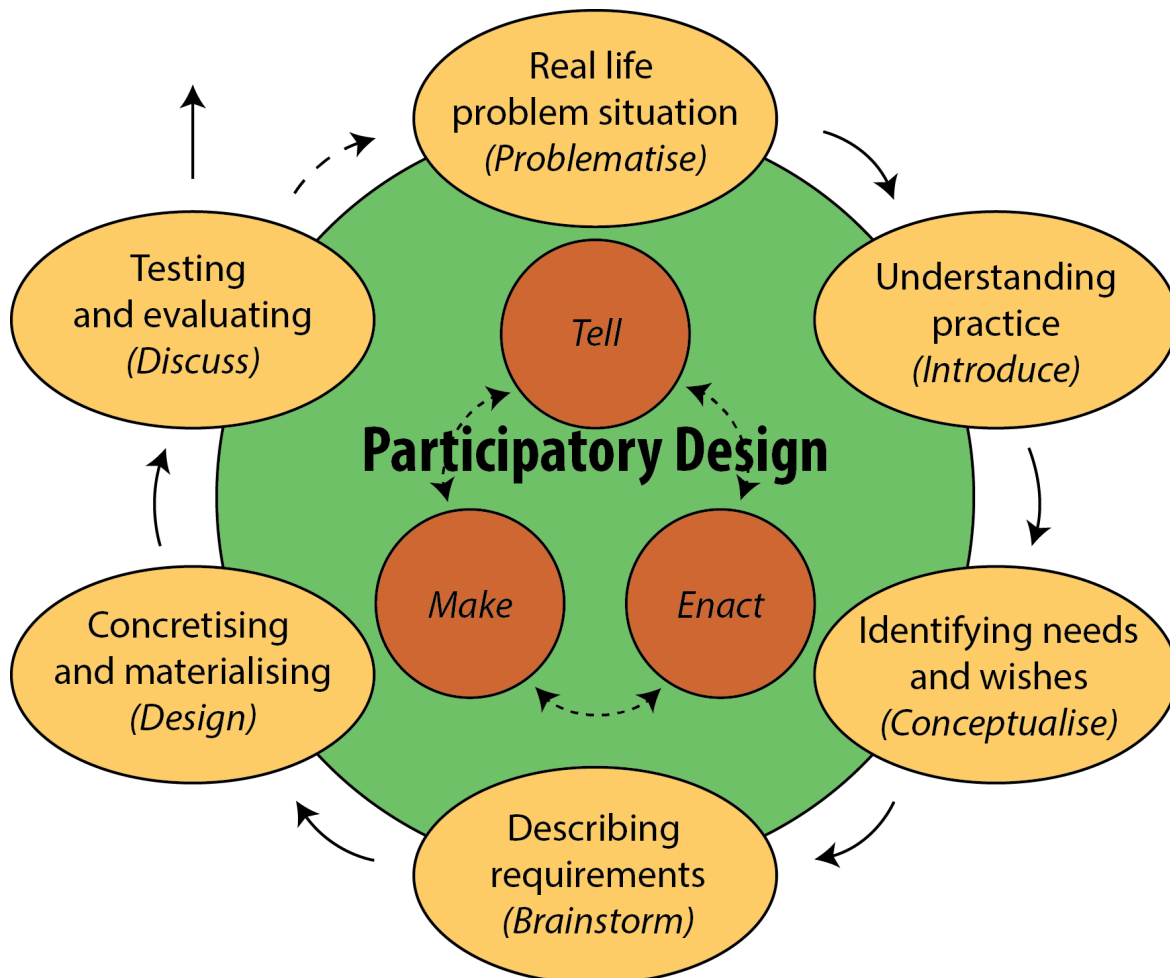 Real life
problem situation
(Problematise)
Understanding
practice
(Introduce)
Identifying needs
and wishes
(Conceptualise)
Describing
requirements
(Brainstorm)
Concretising
and materialising
(Design)
Testing
and evaluating
(Discuss)
Tell
Participatory Design
Make
Enact